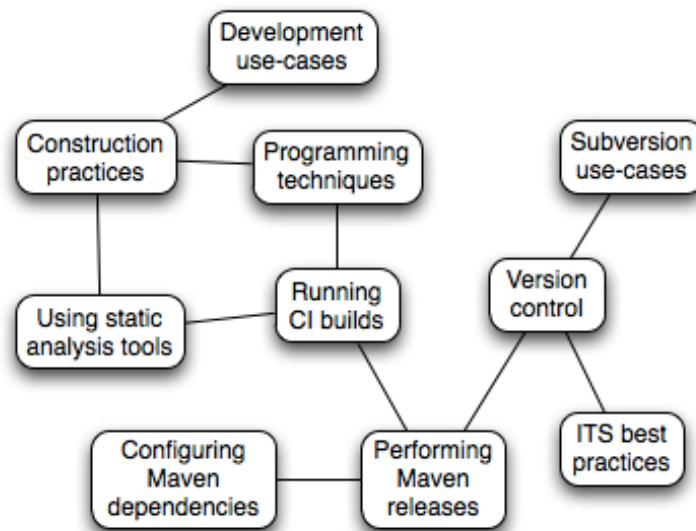 Development
use-cases
Construction
practices
Programming
techniques
Subversion
use-cases
Using static
analysis tools
Running
CI builds
Version
control
Configuring
Maven
dependencies
Performing
Maven
releases
ITS best
practices